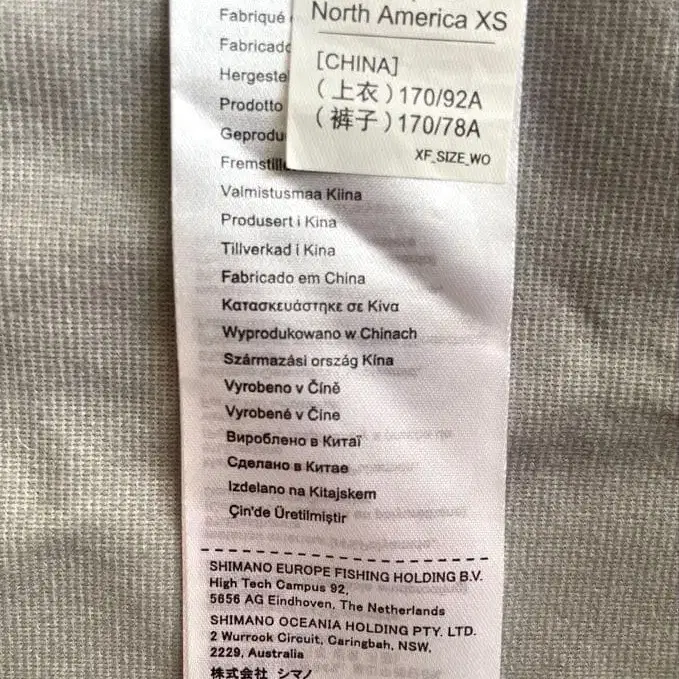 North America XS
[CHINA]
(上衣)170/92A
(裤子)170/78A
XF_SIZE_WO
Fabriqué
Fabricado
Hergeste
Prodotto
Geprodu
Fremstille
Valmistusmaa Kiina
Produsert i Kina
Tillverkad i Kina
Fabricado em China
Κατασκευάστηκε σε Κίνα
Wyprodukowano w Chinach
Származási ország Kína
Vyrobeno v Číně
Vyrobené v Číne
Вироблено в Китаї
Сделано в Китае
Izdelano na Kitajskem
Çin'de Üretilmiştir
SHIMANO EUROPE FISHING HOLDING B.V.
High Tech Campus 92,
5656 AG Eindhoven, The Netherlands
SHIMANO OCEANIA HOLDING PTY. LTD.
2 Wurrook Circuit, Caringbah, NSW,
2229, Australia
株式会社 シマノ